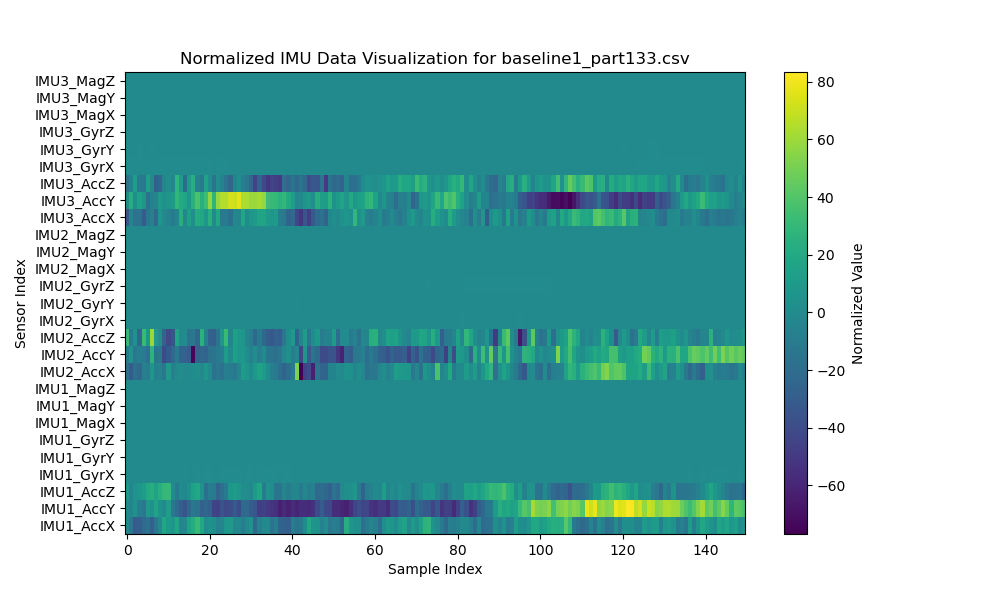 Normalized IMU Data Visualization for baseline1_part133.csv
IMU3_MagZ
IMU3_MagY
IMU3_MagX
IMU3_GyrZ
IMU3_GyrY
IMU3_GyrX
IMU3_AccZ
IMU3_AccY
IMU3_AccX
IMU2_MagZ
IMU2_MagY
IMU2_MagX
IMU2_GyrZ
IMU2_GyrY
IMU2_GyrX
IMU2_AccZ
IMU2_AccY
IMU2_AccX
IMU1_MagZ
IMU1_MagY
IMU1_MagX
IMU1_GyrZ
IMU1_GyrY
IMU1_GyrX
IMU1_AccZ
IMU1_AccY
IMU1_AccX
Sensor Index
0 20 40 60 80 100 120 140
Sample Index
80
60
40
20
0
−20
−40
−60
Normalized Value